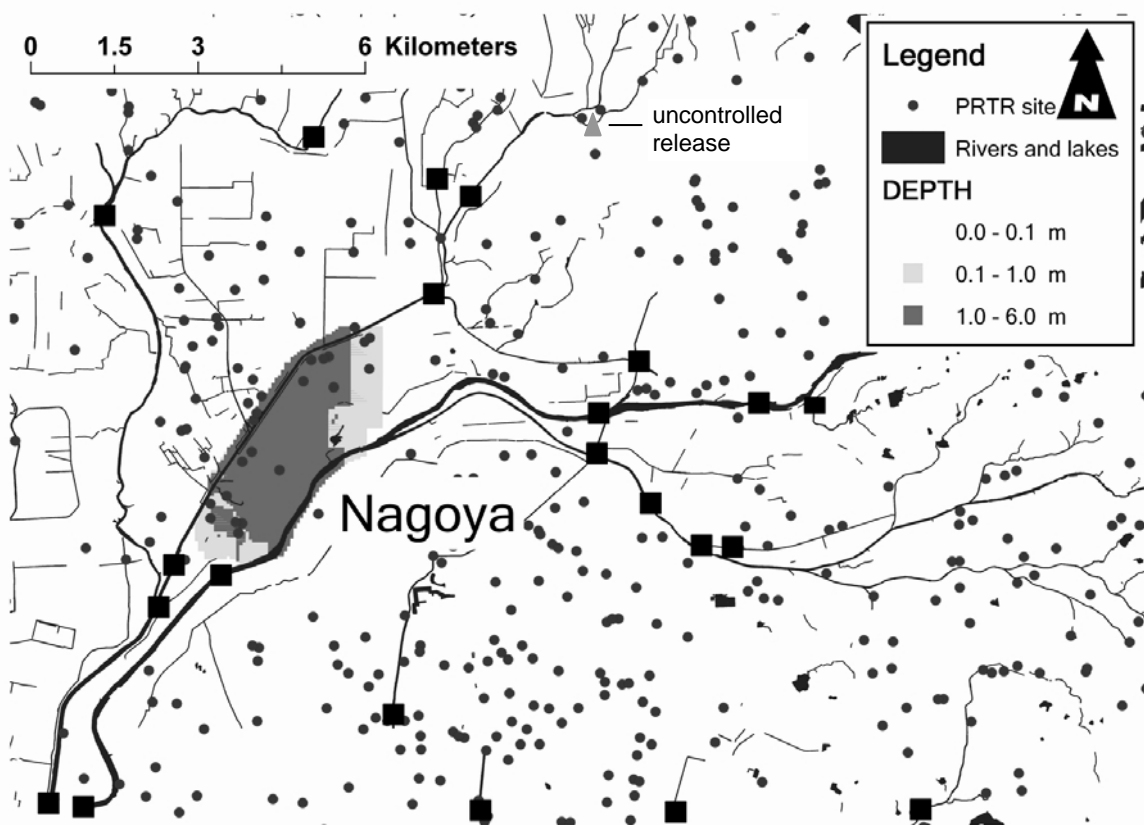 0 1.5 3 6 Kilometers
Legend
N
PRTR site
Rivers and lakes
DEPTH
0.0 - 0.1 m
0.1 - 1.0 m
1.0 - 6.0 m
uncontrolled
release
Nagoya